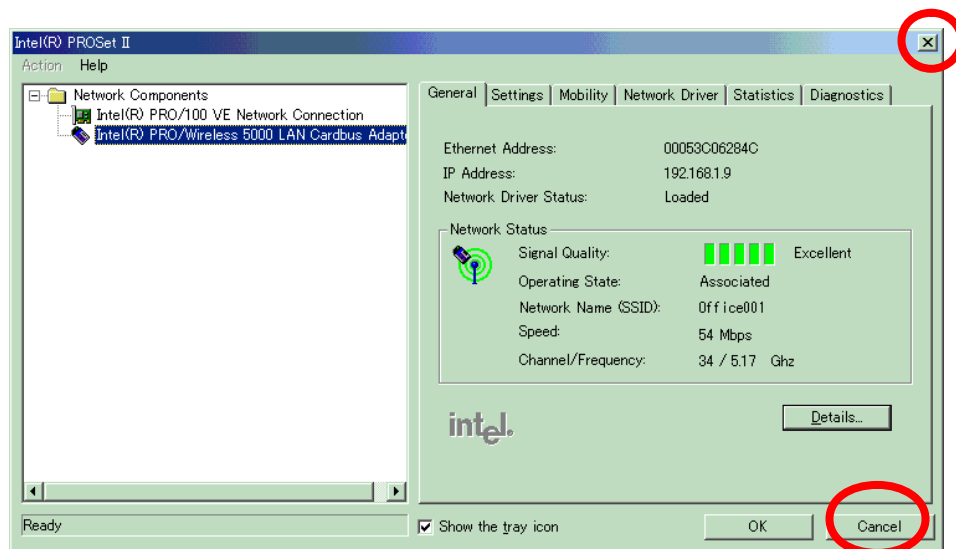 Intel(R) PROSet II
Action Help
Network Components
Intel(R) PRO/100 VE Network Connection
Intel(R) PRO/Wireless 5000 LAN Cardbus Adapt
General Settings Mobility Network Driver Statistics Diagnostics
Ethernet Address: 00053C06284C
IP Address: 192.168.1.9
Network Driver Status: Loaded
Network Status
Signal Quality: Excellent
Operating State: Associated
Network Name (SSID): Office001
Speed: 54 Mbps
Channel/Frequency: 34 / 5.17 Ghz
intel.
Details...
Ready
Show the tray icon
OK
Cancel